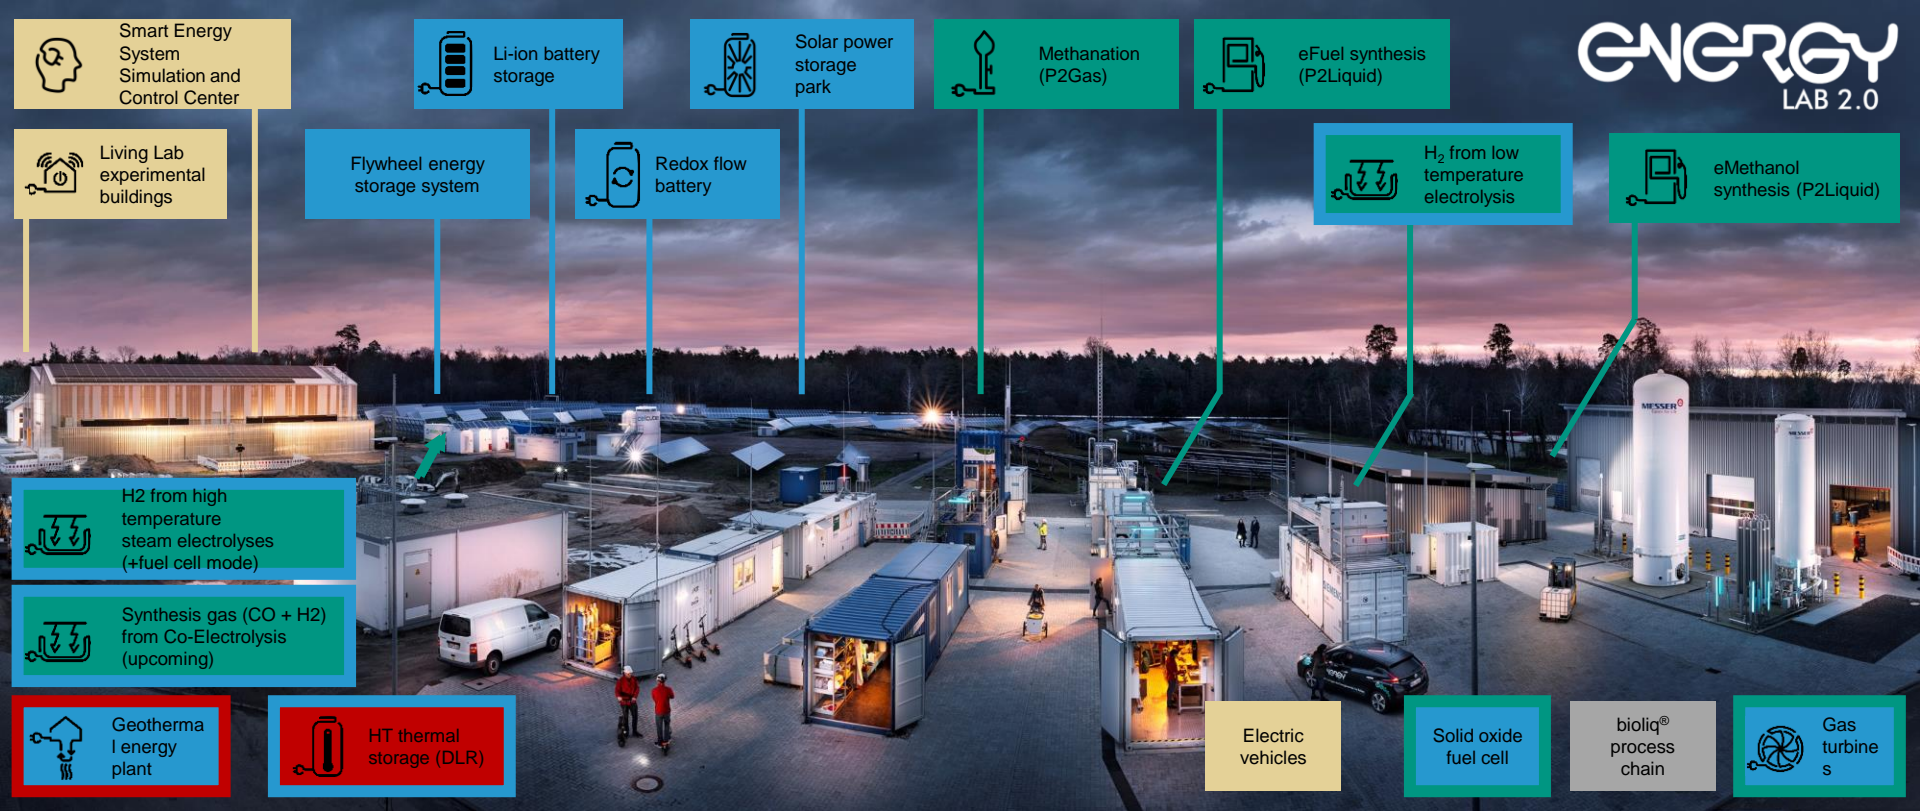 Smart Energy
System
Simulation and
Control Center
Li-ion battery
storage
Solar power
storage
park
Methanation
(P2Gas)
eFuel synthesis
(P2Liquid)
ENERGY
LAB 2.0
Living Lab
experimental
buildings
Flywheel energy
storage system
Redox flow
battery
H₂ from low
temperature
electrolysis
eMethanol
synthesis (P2Liquid)
MESSER
MESSER
H2 from high
temperature
steam electrolyses
(+fuel cell mode)
SIEMENS
Synthesis gas (CO + H2)
from Co-Electrolysis
(upcoming)
ENERGY
Geotherma
l energy
plant
HT thermal
storage (DLR)
Electric
vehicles
Solid oxide
fuel cell
bioliq®
process
chain
Gas
turbine
s